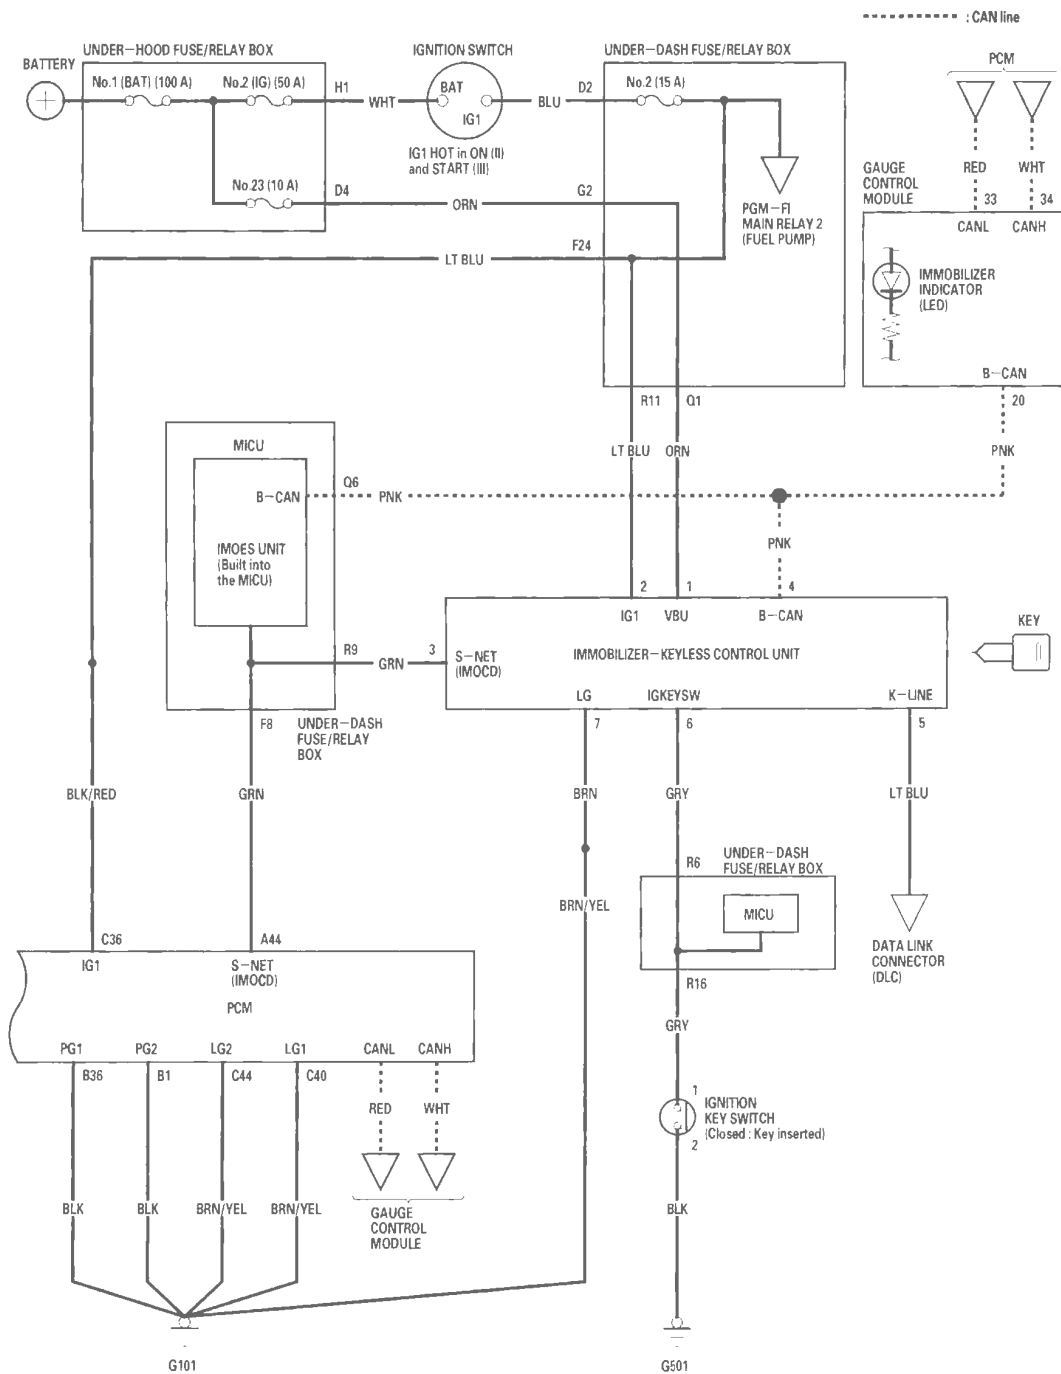 : CAN line
UNDER-HOOD FUSE/RELAY BOX
IGNITION SWITCH
UNDER-DASH FUSE/RELAY BOX
BATTERY
PCM
No.1 (BAT) (100 A)
No.2 (IG) (50 A)
H1
WHT
BAT
IG1
BLU
D2
No.2 (15 A)
IG1 HOT in ON (II)
and START (III)
RED
WHT
GAUGE
CONTROL
MODULE
33
34
CANL
CANH
No.23 (10 A)
D4
ORN
G2
PGM-FI
MAIN RELAY 2
(FUEL PUMP)
F24
LT BLU
IMMOBILIZER
INDICATOR
(LED)
B-CAN
20
R11
Q1
MICU
LT BLU
ORN
PNK
Q6
B-CAN
PNK
PNK
IMOES UNIT
(Built into
the MICU)
2
1
4
IG1
VBU
B-CAN
KEY
R9
GRN
3
S-NET
(IMOCD)
IMMOBILIZER-KEYLESS CONTROL UNIT
LG
IGKEYSW
K-LINE
F8
UNDER-DASH
FUSE/RELAY
BOX
7
6
5
BLK/RED
GRN
BRN
GRY
LT BLU
UNDER-DASH
FUSE/RELAY BOX
R6
BRN/YEL
MICU
C36
A44
DATA LINK
CONNECTOR
(DLC)
IG1
S-NET
(IMOCD)
R16
PCM
GRY
PG1
PG2
LG2
LG1
CANL
CANH
B36
B1
C44
C40
RED
WHT
1
IGNITION
KEY SWITCH
(Closed : Key inserted)
2
BLK
BLK
BRN/YEL
BRN/YEL
GAUGE
CONTROL
MODULE
BLK
G101
G501